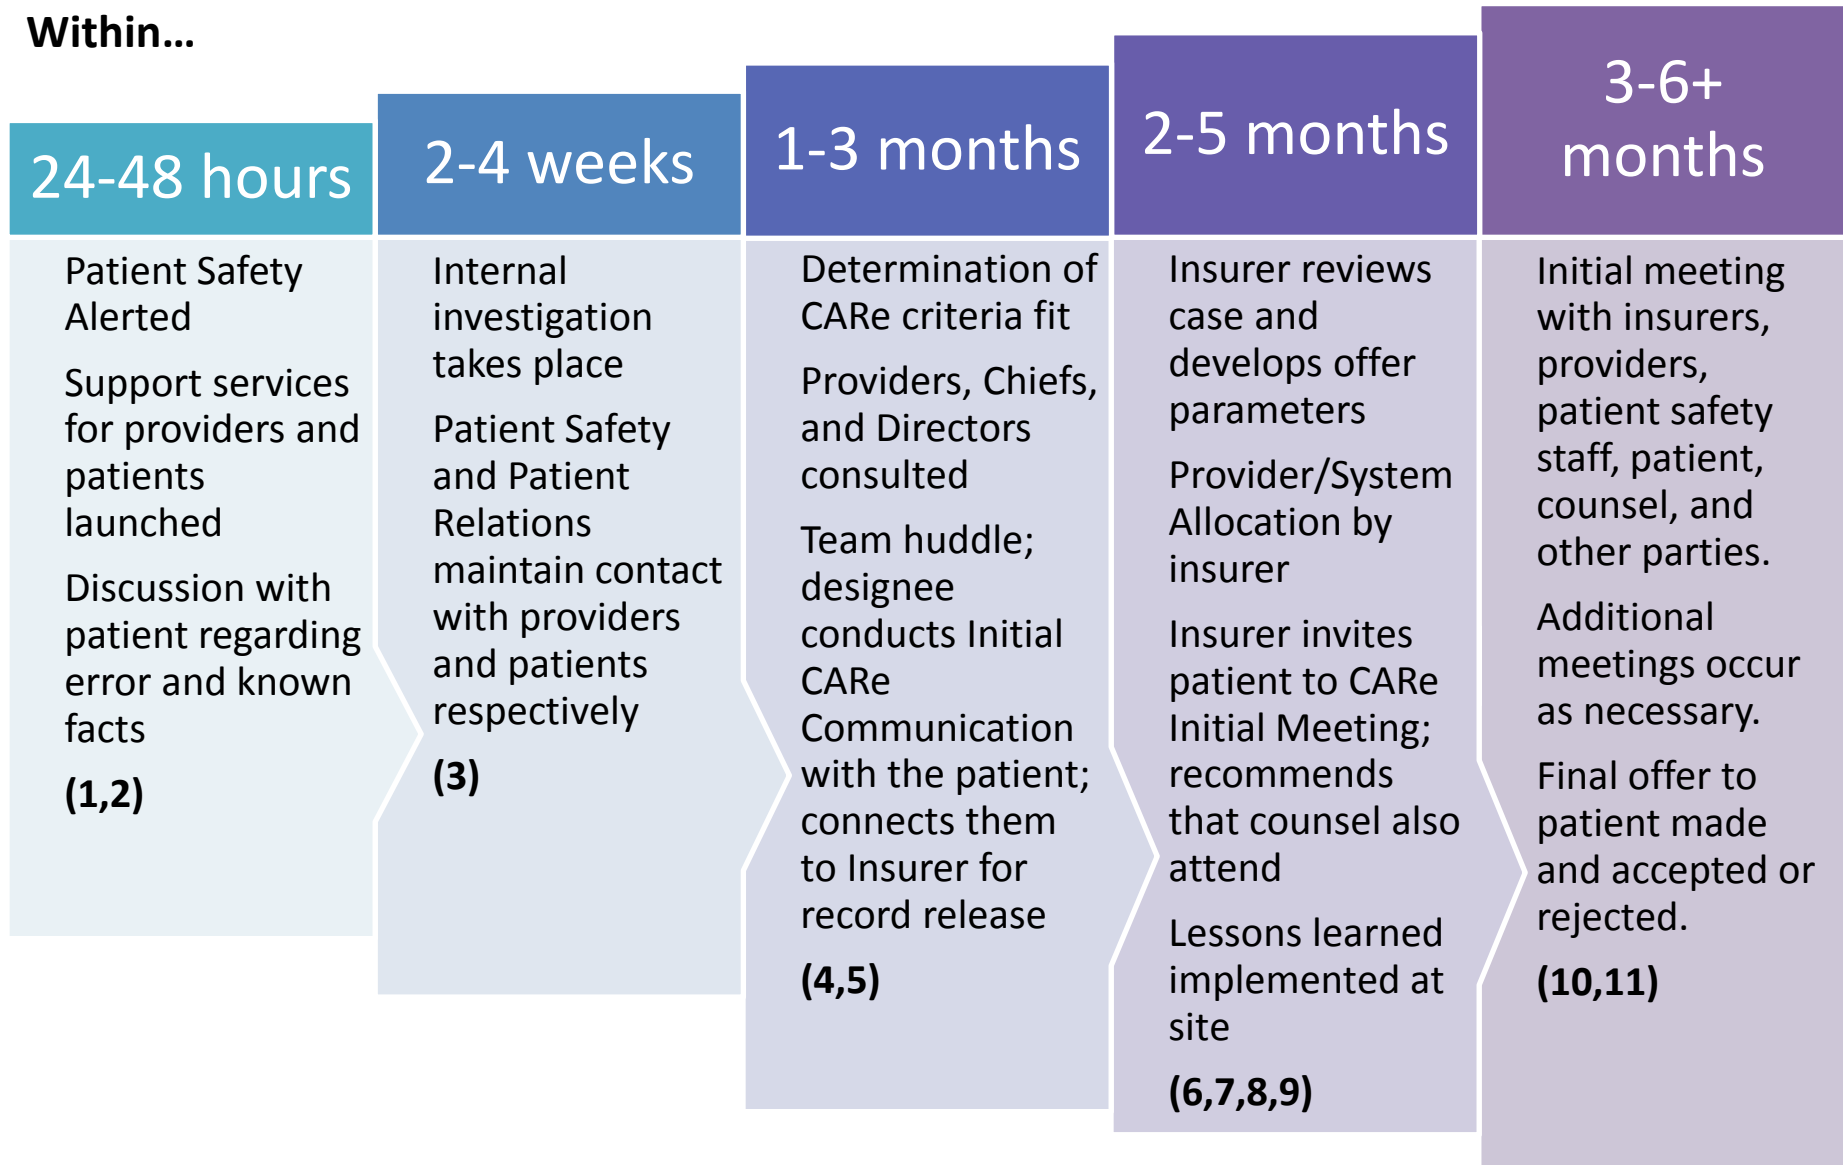 Within...
24-48 hours
Patient Safety
Alerted
Support services
for providers and
patients
launched
Discussion with
patient regarding
error and known
facts
(1,2)
2-4 weeks
Internal
investigation
takes place
Patient Safety
and Patient
Relations
maintain contact
with providers
and patients
respectively
(3)
1-3 months
Determination of
CARe criteria fit
Providers, Chiefs,
and Directors
consulted
Team huddle;
designee
conducts Initial
CARe
Communication
with the patient;
connects them
to Insurer for
record release
(4,5)
2-5 months
Insurer reviews
case and
develops offer
parameters
Provider/System
Allocation by
insurer
Insurer invites
patient to CARe
Initial Meeting;
recommends
that counsel also
attend
Lessons learned
implemented at
site
(6,7,8,9)
3-6+
months
Initial meeting
with insurers,
providers,
patient safety
staff, patient,
counsel, and
other parties.
Additional
meetings occur
as necessary.
Final offer to
patient made
and accepted or
rejected.
(10,11)